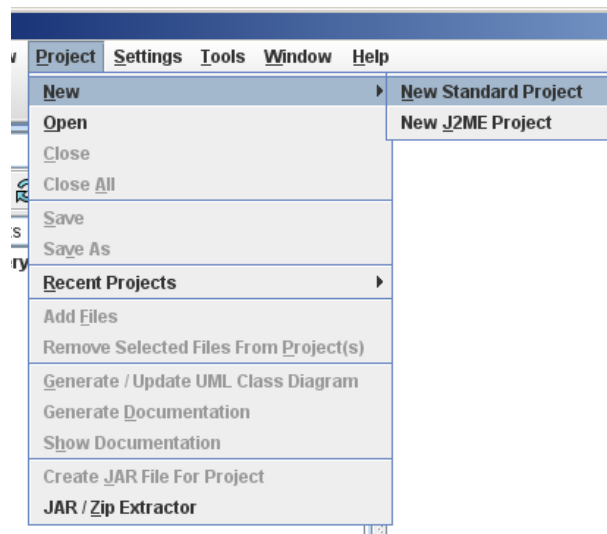 Project Settings Tools Window Help
New New Standard Project
Open New J2ME Project
Close
Close All
Save
Save As
Recent Projects
Add Files
Remove Selected Files From Project(s)
Generate / Update UML Class Diagram
Generate Documentation
Show Documentation
Create JAR File For Project
JAR / Zip Extractor